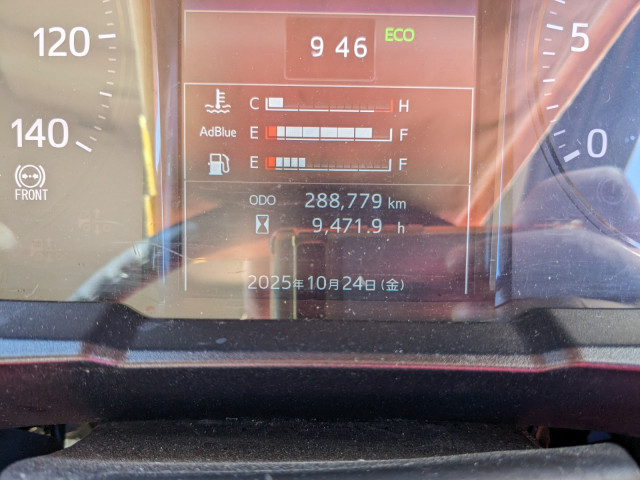 120
140
FRONT
9 46 ECO
C H
AdBlue E F
E F
ODO 288,779 km
9,471.9 h
2025年10月24日(金)
5
0